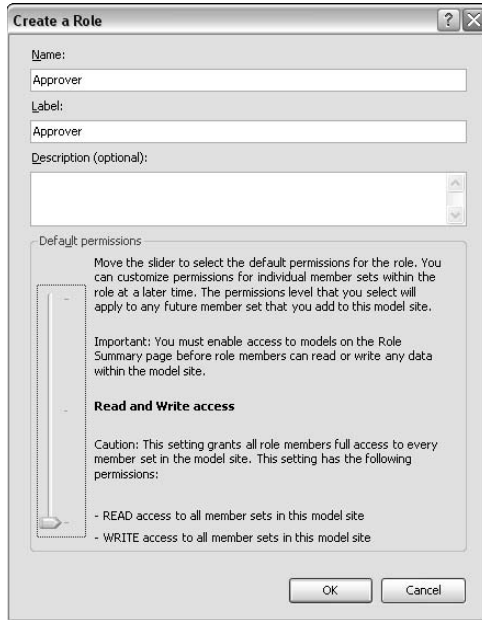 Create a Role
Name:
Approver
Label:
Approver
Description (optional):
Default permissions
Move the slider to select the default permissions for the role. You
can customize permissions for individual member sets within the
role at a later time. The permissions level that you select will
apply to any future member set that you add to this model site.
Important: You must enable access to models on the Role
Summary page before role members can read or write any data
within the model site.
Read and Write access
Caution: This setting grants all role members full access to every
member set in the model site. This setting has the following
permissions:
- READ access to all member sets in this model site
- WRITE access to all member sets in this model site
OK Cancel